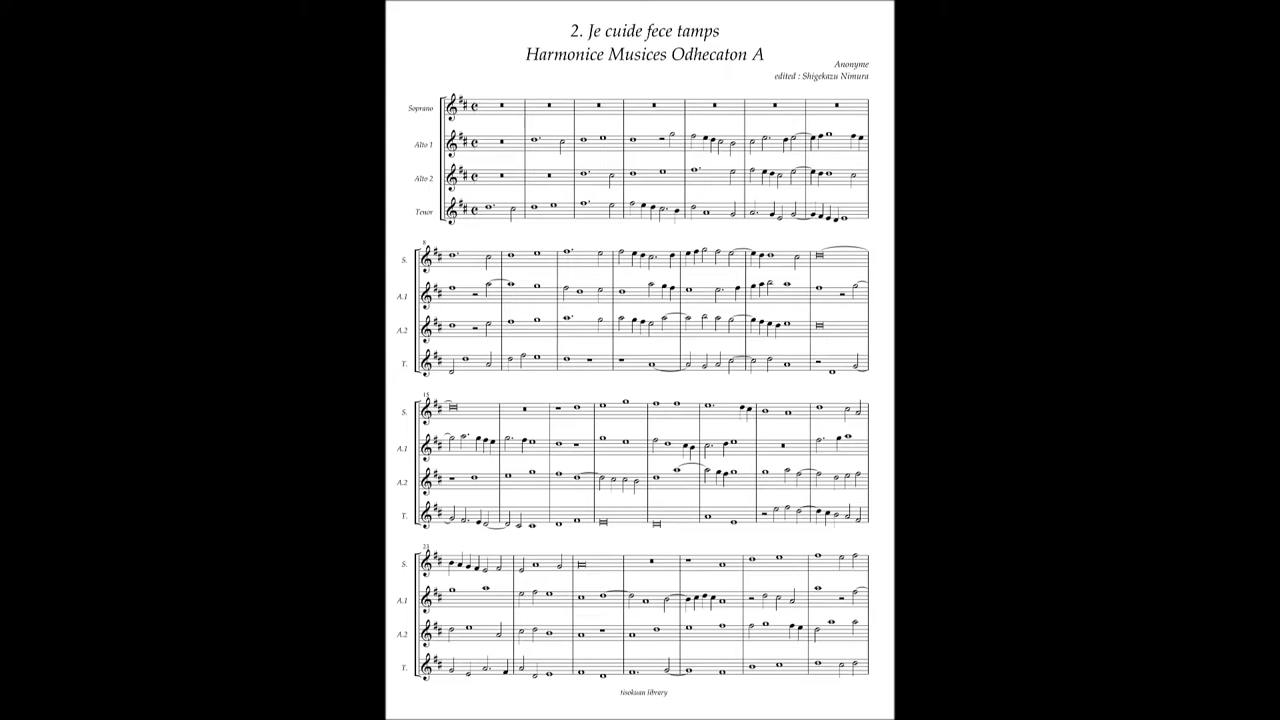 2. Je cuide fece tamps
Harmonice Musices Odhecaton A
Anonyme
edited : Shigekazu Nimura
Soprano
Alto 1
Alto 2
Tenor
8
S.
A.1
A.2
T.
15
S.
A.1
A.2
T.
23
S.
A.1
A.2
T.
tisokuan library